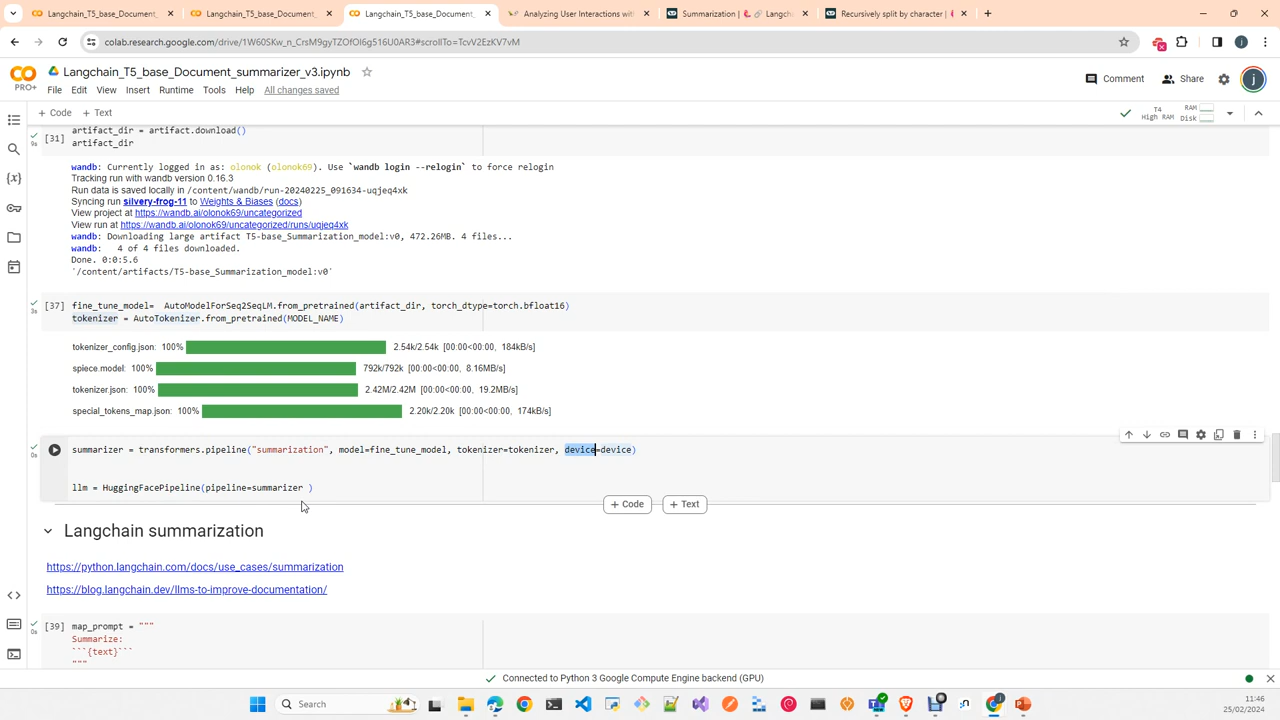 Langchain_T5_base_Document_
Langchain_T5_base_Document_
Langchain_T5_base_Document_
Analyzing User Interactions with
Summarization | 🦜🔗 Langcha
Recursively split by character |
colab.research.google.com/drive/1W60SKw_n_CrsM9gyTZOfOl6g516U0AR3#scrollTo=TcvV2EzKV7vM
PRO+
Langchain_T5_base_Document_summarizer_v3.ipynb
File Edit View Insert Runtime Tools Help All changes saved
Comment Share j
+ Code + Text
T4 High RAM RAM Disk
[31] artifact_dir = artifact.download()
9s artifact_dir
wandb: Currently logged in as: olonok (olonok69). Use `wandb login --relogin` to force relogin
Tracking run with wandb version 0.16.3
Run data is saved locally in /content/wandb/run-20240225_091634-uqjeq4xk
Syncing run silvery-frog-11 to Weights & Biases (docs)
View project at https://wandb.ai/olonok69/uncategorized
View run at https://wandb.ai/olonok69/uncategorized/runs/uqjeq4xk
wandb: Downloading large artifact T5-base_Summarization_model:v0, 472.26MB. 4 files...
wandb:   4 of 4 files downloaded.
Done. 0:0:5.6
'/content/artifacts/T5-base_Summarization_model:v0'
[37] fine_tune_model=  AutoModelForSeq2SeqLM.from_pretrained(artifact_dir, torch_dtype=torch.bfloat16)
3s tokenizer = AutoTokenizer.from_pretrained(MODEL_NAME)
tokenizer_config.json: 100% 2.54k/2.54k [00:00<00:00, 184kB/s]
spiece.model: 100% 792k/792k [00:00<00:00, 8.16MB/s]
tokenizer.json: 100% 2.42M/2.42M [00:00<00:00, 19.2MB/s]
special_tokens_map.json: 100% 2.20k/2.20k [00:00<00:00, 174kB/s]
0s summarizer = transformers.pipeline("summarization", model=fine_tune_model, tokenizer=tokenizer, device=device)
llm = HuggingFacePipeline(pipeline=summarizer )
+ Code + Text
Langchain summarization
https://python.langchain.com/docs/use_cases/summarization
https://blog.langchain.dev/llms-to-improve-documentation/
[39] map_prompt = """
0s Summarize:
```{text}```
"""
Connected to Python 3 Google Compute Engine backend (GPU)
Search
11:46
25/02/2024